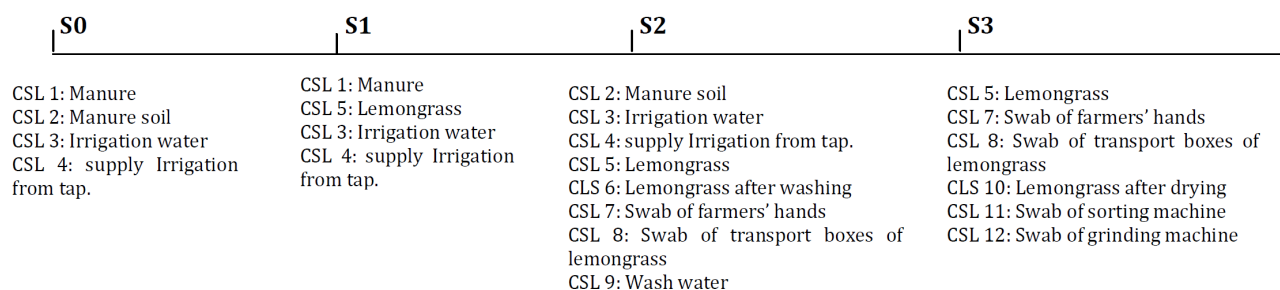 S0
S1
S2
S3
CSL 1: Manure
CSL 2: Manure soil
CSL 3: Irrigation water
CSL 4: supply Irrigation
from tap.
CSL 1: Manure
CSL 5: Lemongrass
CSL 3: Irrigation water
CSL 4: supply Irrigation
from tap.
CSL 2: Manure soil
CSL 3: Irrigation water
CSL 4: supply Irrigation from tap.
CSL 5: Lemongrass
CLS 6: Lemongrass after washing
CSL 7: Swab of farmers’ hands
CSL 8: Swab of transport boxes of
lemongrass
CSL 9: Wash water
CSL 5: Lemongrass
CSL 7: Swab of farmers’ hands
CSL 8: Swab of transport boxes of
lemongrass
CLS 10: Lemongrass after drying
CSL 11: Swab of sorting machine
CSL 12: Swab of grinding machine